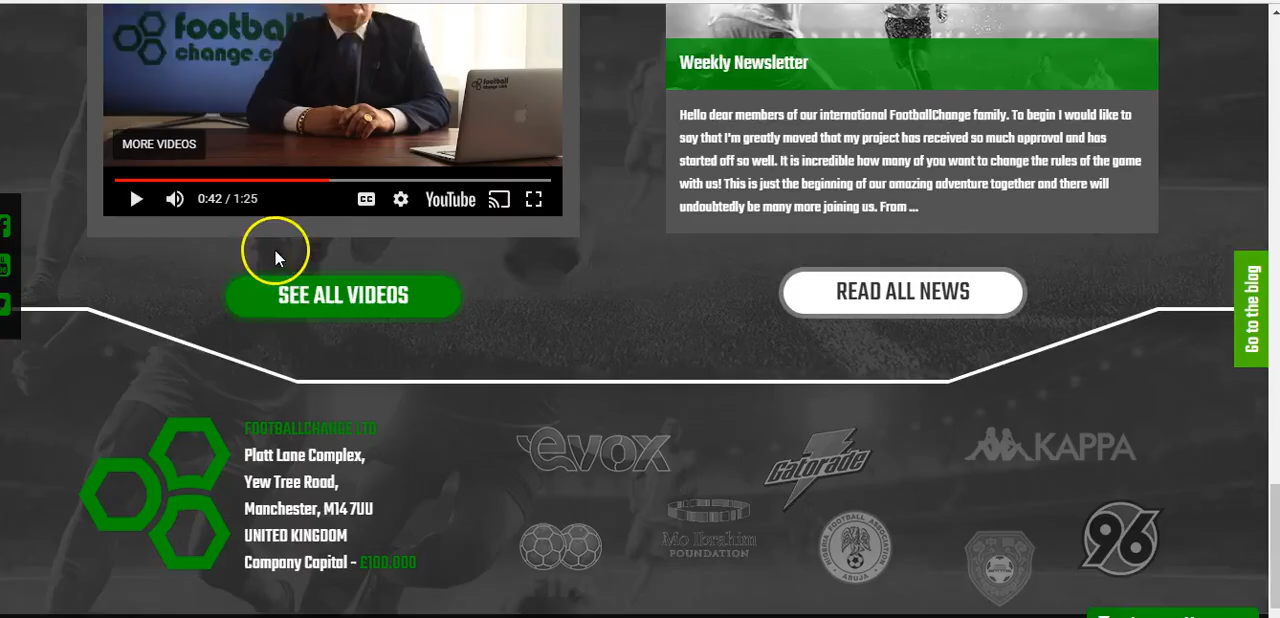 football
change.c
football
change.com
MORE VIDEOS
0:42 / 1:25
CC
YouTube
Weekly Newsletter
Hello dear members of our international FootballChange family. To begin I would like to
say that I'm greatly moved that my project has received so much approval and has
started off so well. It is incredible how many of you want to change the rules of the game
with us! This is just the beginning of our amazing adventure together and there will
undoubtedly be many more joining us. From ...
SEE ALL VIDEOS
READ ALL NEWS
Go to the blog
FOOTBALLCHANGE LTD
Platt Lane Complex,
Yew Tree Road,
Manchester, M14 7UU
UNITED KINGDOM
Company Capital - £100.000
evox
Gatorade
KAPPA
Mo Ibrahim
FOUNDATION
NIGERIA FOOTBALL ASSOCIATION
ABUJA
96